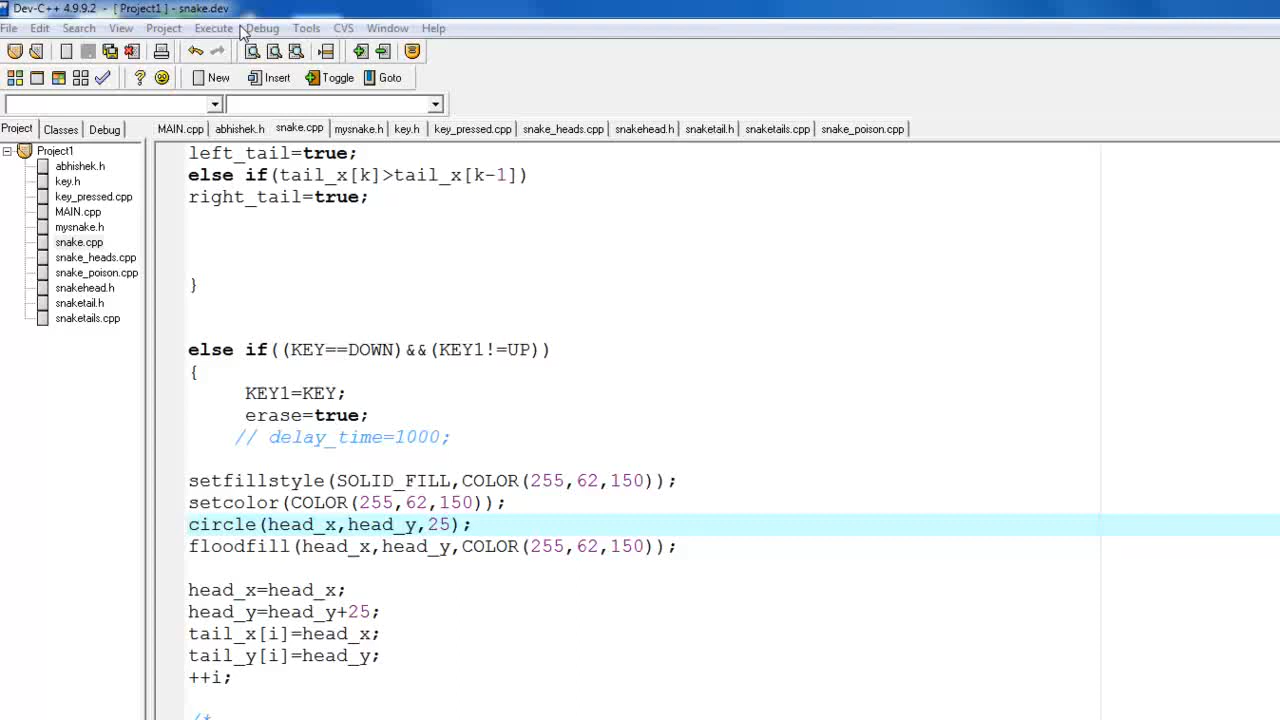 Dev-C++ 4.9.9.2 - [ Project1 ] - snake.dev
File Edit Search View Project Execute Debug Tools CVS Window Help
New Insert Toggle Goto
Project Classes Debug
MAIN.cpp abhishek.h snake.cpp mysnake.h key.h key_pressed.cpp snake_heads.cpp snakehead.h snaketail.h snaketails.cpp snake_poison.cpp
Project1
abhishek.h
key.h
key_pressed.cpp
MAIN.cpp
mysnake.h
snake.cpp
snake_heads.cpp
snake_poison.cpp
snakehead.h
snaketail.h
snaketails.cpp
left_tail=true;
else if(tail_x[k]>tail_x[k-1])
right_tail=true;
}
else if((KEY==DOWN)&&(KEY1!=UP))
{
KEY1=KEY;
erase=true;
// delay_time=1000;
setfillstyle(SOLID_FILL,COLOR(255,62,150));
setcolor(COLOR(255,62,150));
circle(head_x,head_y,25);
floodfill(head_x,head_y,COLOR(255,62,150));
head_x=head_x;
head_y=head_y+25;
tail_x[i]=head_x;
tail_y[i]=head_y;
++i;
/*